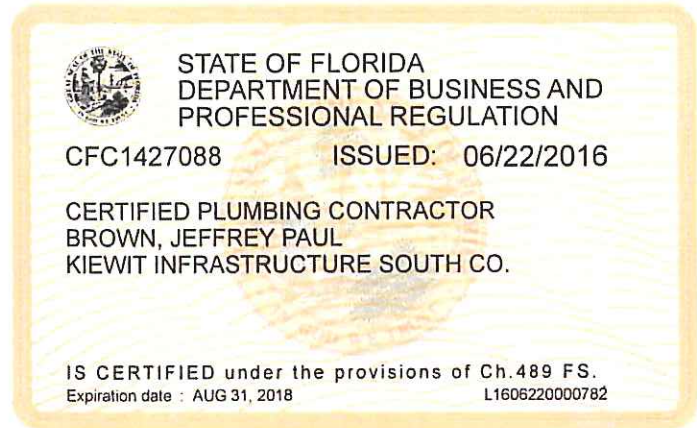 STATE OF FLORIDA
DEPARTMENT OF BUSINESS AND
PROFESSIONAL REGULATION
CFC1427088 ISSUED: 06/22/2016
CERTIFIED PLUMBING CONTRACTOR
BROWN, JEFFREY PAUL
KIEWIT INFRASTRUCTURE SOUTH CO.
IS CERTIFIED under the provisions of Ch.489 FS.
Expiration date : AUG 31, 2018 L1606220000782